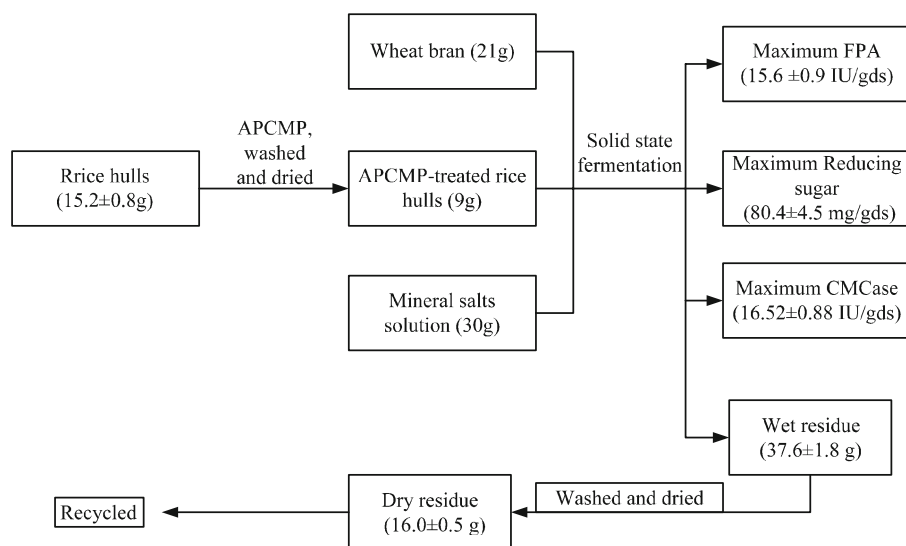 Wheat bran (21g)
Maximum FPA
(15.6 ±0.9 IU/gds)
APCMP,
washed
and dried
Solid state
fermentation
Rrice hulls
(15.2±0.8g)
APCMP-treated rice
hulls (9g)
Maximum Reducing
sugar
(80.4±4.5 mg/gds)
Mineral salts
solution (30g)
Maximum CMCase
(16.52±0.88 IU/gds)
Wet residue
(37.6±1.8 g)
Washed and dried
Dry residue
(16.0±0.5 g)
Recycled